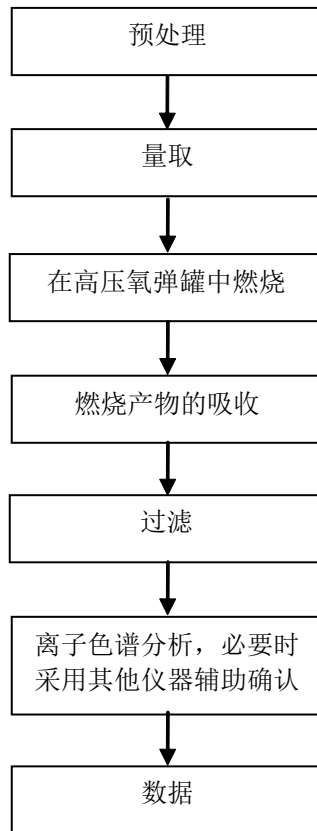 预处理
量取
在高压氧弹罐中燃烧
燃烧产物的吸收
过滤
离子色谱分析，必要时
采用其他仪器辅助确认
数据